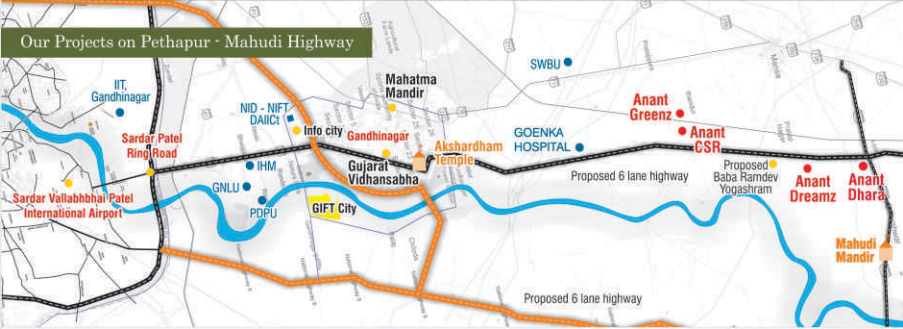 Our Projects on Pethapur - Mahudi Highway
IIT,
Gandhinagar
NID - NIFT
DAIICt
Info city
Mahatma
Mandir
Gandhinagar
Sardar Patel
Ring Road
IHM
GNLU
PDPU
Sardar Vallabhbhai Patel
International Airport
GIFT City
Gujarat
Vidhansabha
Akshardham
Temple
GOENKA
HOSPITAL
SWBU
Anant
Greenz
Anant
CSR
Proposed 6 lane highway
Proposed
Baba Ramdev
Yogashram
Anant
Dreamz
Anant
Dhara
Mahudi
Mandir
Proposed 6 lane highway